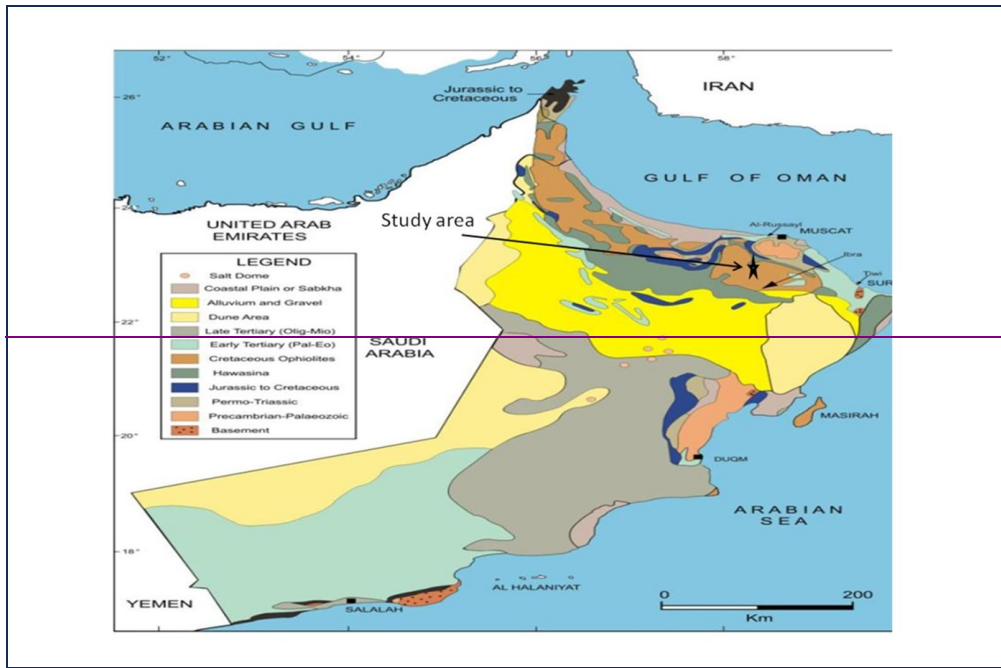 52°
54°
56°
58°
IRAN
Jurassic to
Cretaceous
26°
ARABIAN GULF
GULF OF OMAN
24°
Study area
UNITED ARAB
EMIRATES
Al-Russayl
MUSCAT
Ibra
Tiwi
SUR
LEGEND
Salt Dome
Coastal Plain or Sabkha
Alluvium and Gravel
Dune Area
Late Tertiary (Olig-Mio)
Early Tertiary (Pal-Eo)
Cretaceous Ophiolites
Hawasina
Jurassic to Cretaceous
Permo-Triassic
Precambrian-Palaeozoic
Basement
22°
SAUDI
ARABIA
MASIRAH
20°
DUQM
ARABIAN
SEA
18°
AL HALANIYAT
YEMEN
SALALAH
0
200
Km